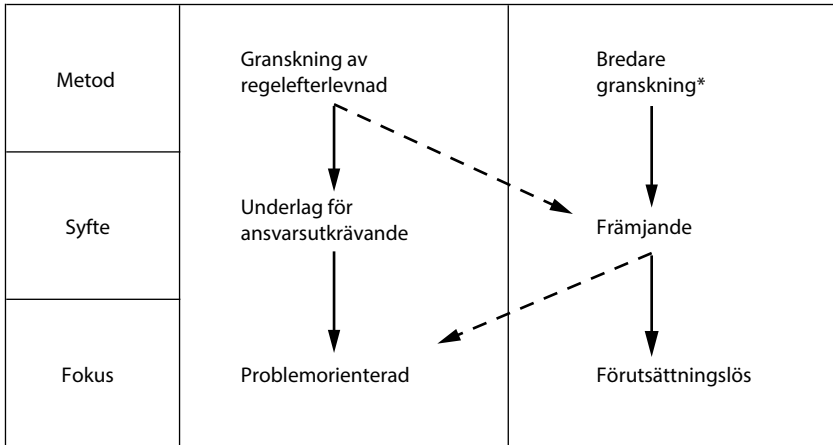 Metod
Granskning av
regelefterlevnad
Bredare
granskning*
Syfte
Underlag för
ansvarsutkrävande
Främjande
Fokus
Problemorienterad
Förutsättningslös